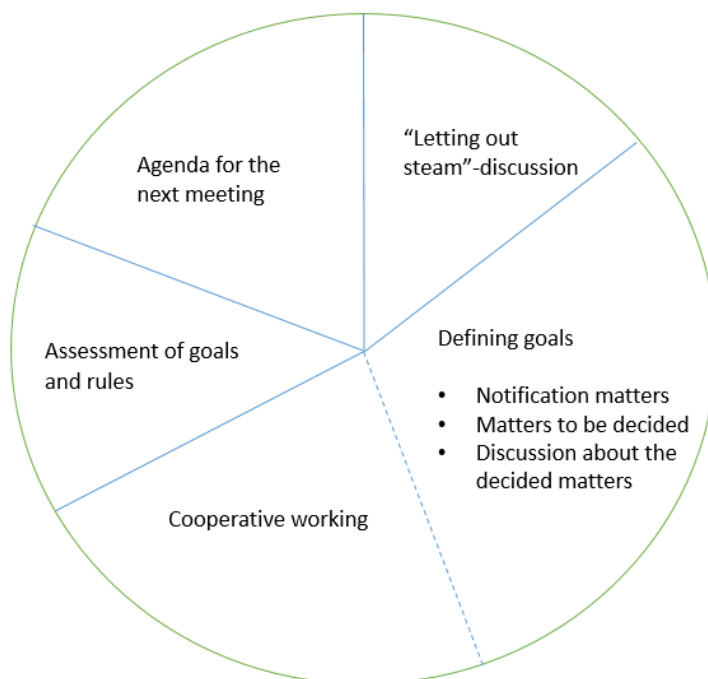 “Letting out
steam”-discussion
Agenda for the
next meeting
Defining goals
• Notification matters
• Matters to be decided
• Discussion about the
decided matters
Assessment of goals
and rules
Cooperative working